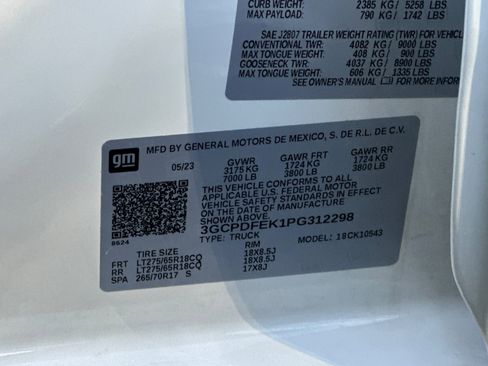 CURB WEIGHT: 2385 KG / 5258 LBS
MAX PAYLOAD: 790 KG / 1742 LBS
SAE J2807 TRAILER WEIGHT RATING (TWR) FOR VEHICLE
CONVENTIONAL TWR: 4082 KG / 9000 LBS
MAX TONGUE WEIGHT: 408 KG / 900 LBS
GOOSENECK TWR: 4037 KG / 8900 LBS
MAX TONGUE WEIGHT: 606 KG / 1335 LBS
SEE OWNER'S MANUAL FOR MORE
gm
MFD BY GENERAL MOTORS DE MEXICO, S. DE R.L. DE C.V.
05/23 GVWR GAWR FRT GAWR RR
3175 KG 1724 KG 1724 KG
7000 LB 3800 LB 3800 LB
THIS VEHICLE CONFORMS TO ALL
APPLICABLE U.S. FEDERAL MOTOR
VEHICLE SAFETY STANDARDS IN EFFECT
ON THE DATE OF MANUFACTURE
SHOWN ABOVE.
3GCPDFEK1PG312298
8624
TYPE: TRUCK MODEL: 18CK10543
TIRE SIZE RIM
FRT LT275/65R18CQ 18X8.5J
RR LT275/65R18CQ 18X8.5J
SPA 265/70R17 S 17X8J